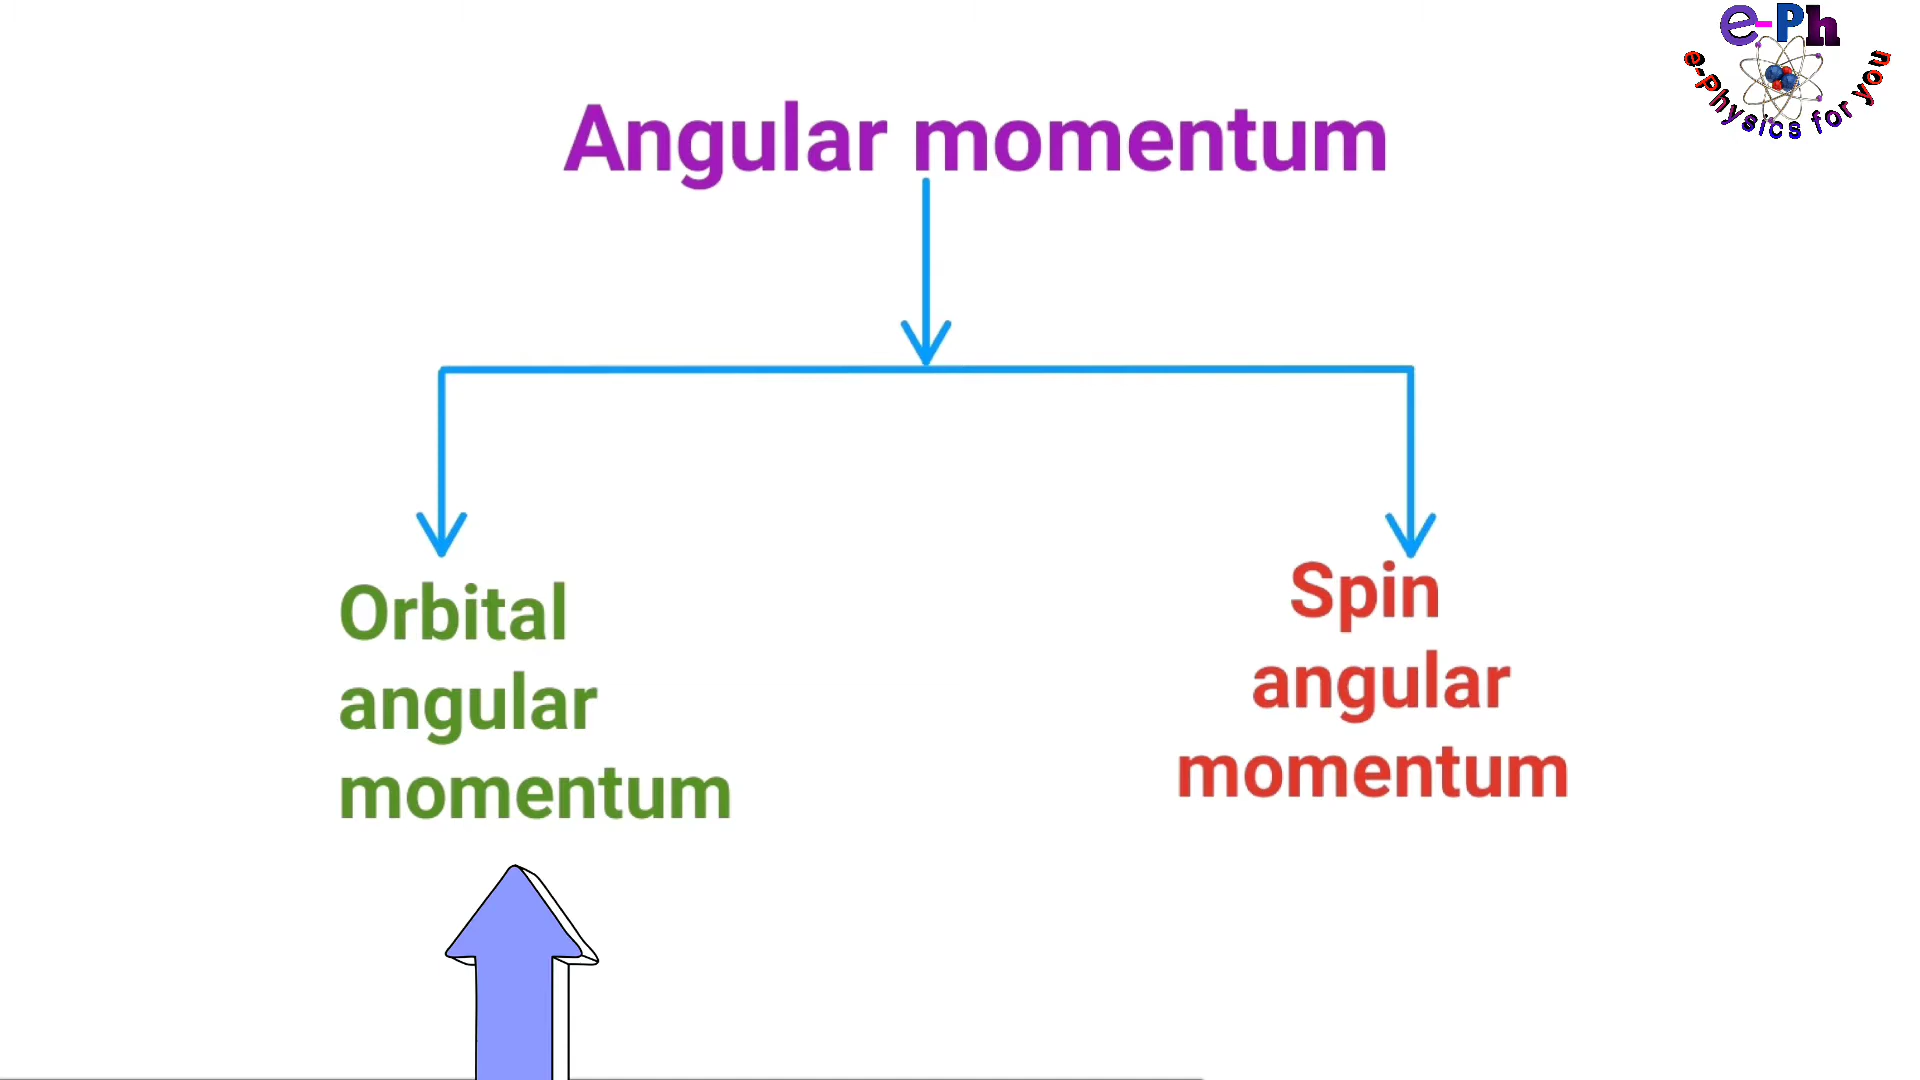 e-Ph
e-Physics for you
Angular momentum
Orbital
angular
momentum
Spin
angular
momentum